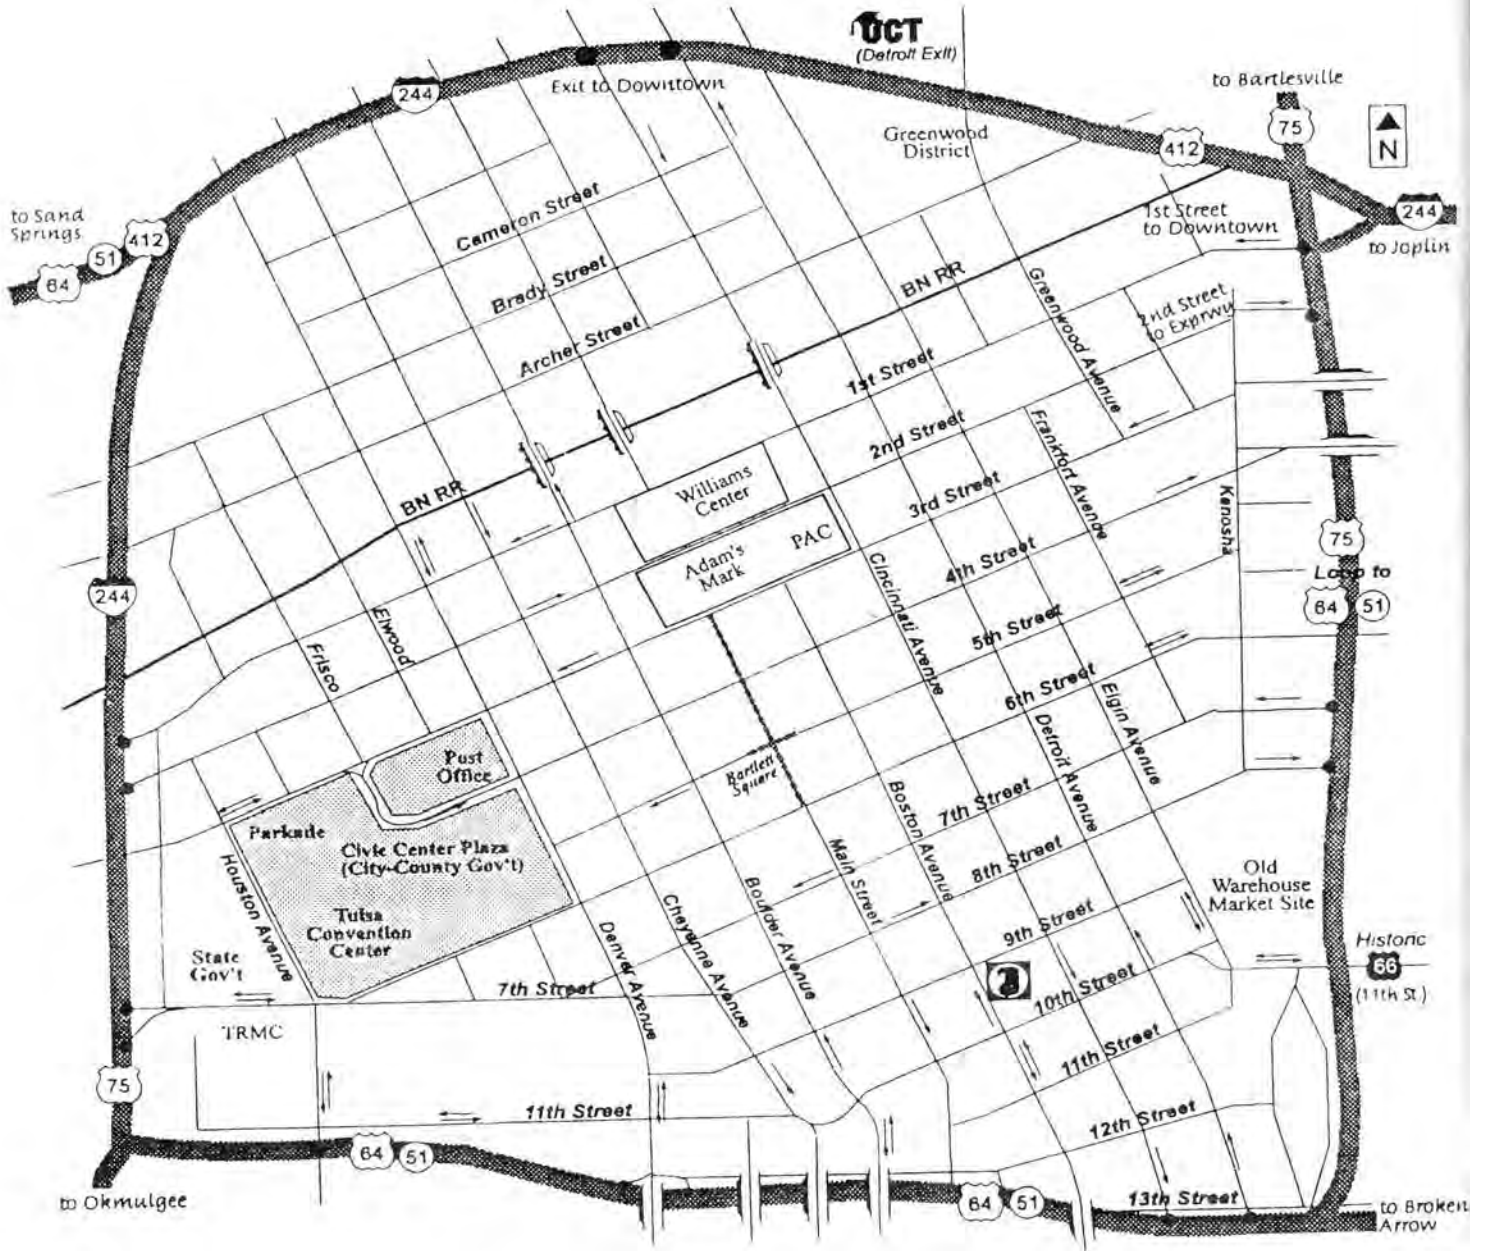 UCT
(Detroit Exit)
to Bartlesville
244
Exit to Downtown
75
N
Greenwood
District
412
to Sand
Springs
412
51
64
Cameron Street
1st Street
to Downtown
244
to Joplin
Brady Street
BN RR
Greenwood Avenue
2nd Street
to Exprwy
Archer Street
1st Street
2nd Street
Frankfort Avenue
BN RR
Williams
Center
3rd Street
Kenosha
PAC
Adam's
Mark
4th Street
75
Loop to
64
51
244
Cincinnati Avenue
5th Street
Elwood
Frisco
6th Street
Elgin Avenue
Detroit Avenue
Post
Office
Bartlett
Square
7th Street
Boston Avenue
Parkade
Civic Center Plaza
(City-County Gov't)
Main Street
8th Street
Old
Warehouse
Market Site
Houston Avenue
Tulsa
Convention
Center
Cheyenne Avenue
Boulder Avenue
9th Street
Denver Avenue
State
Gov't
Historic
66
(11th St.)
7th Street
10th Street
TRMC
11th Street
75
11th Street
12th Street
64
51
to Okmulgee
64
51
13th Street
to Broken
Arrow